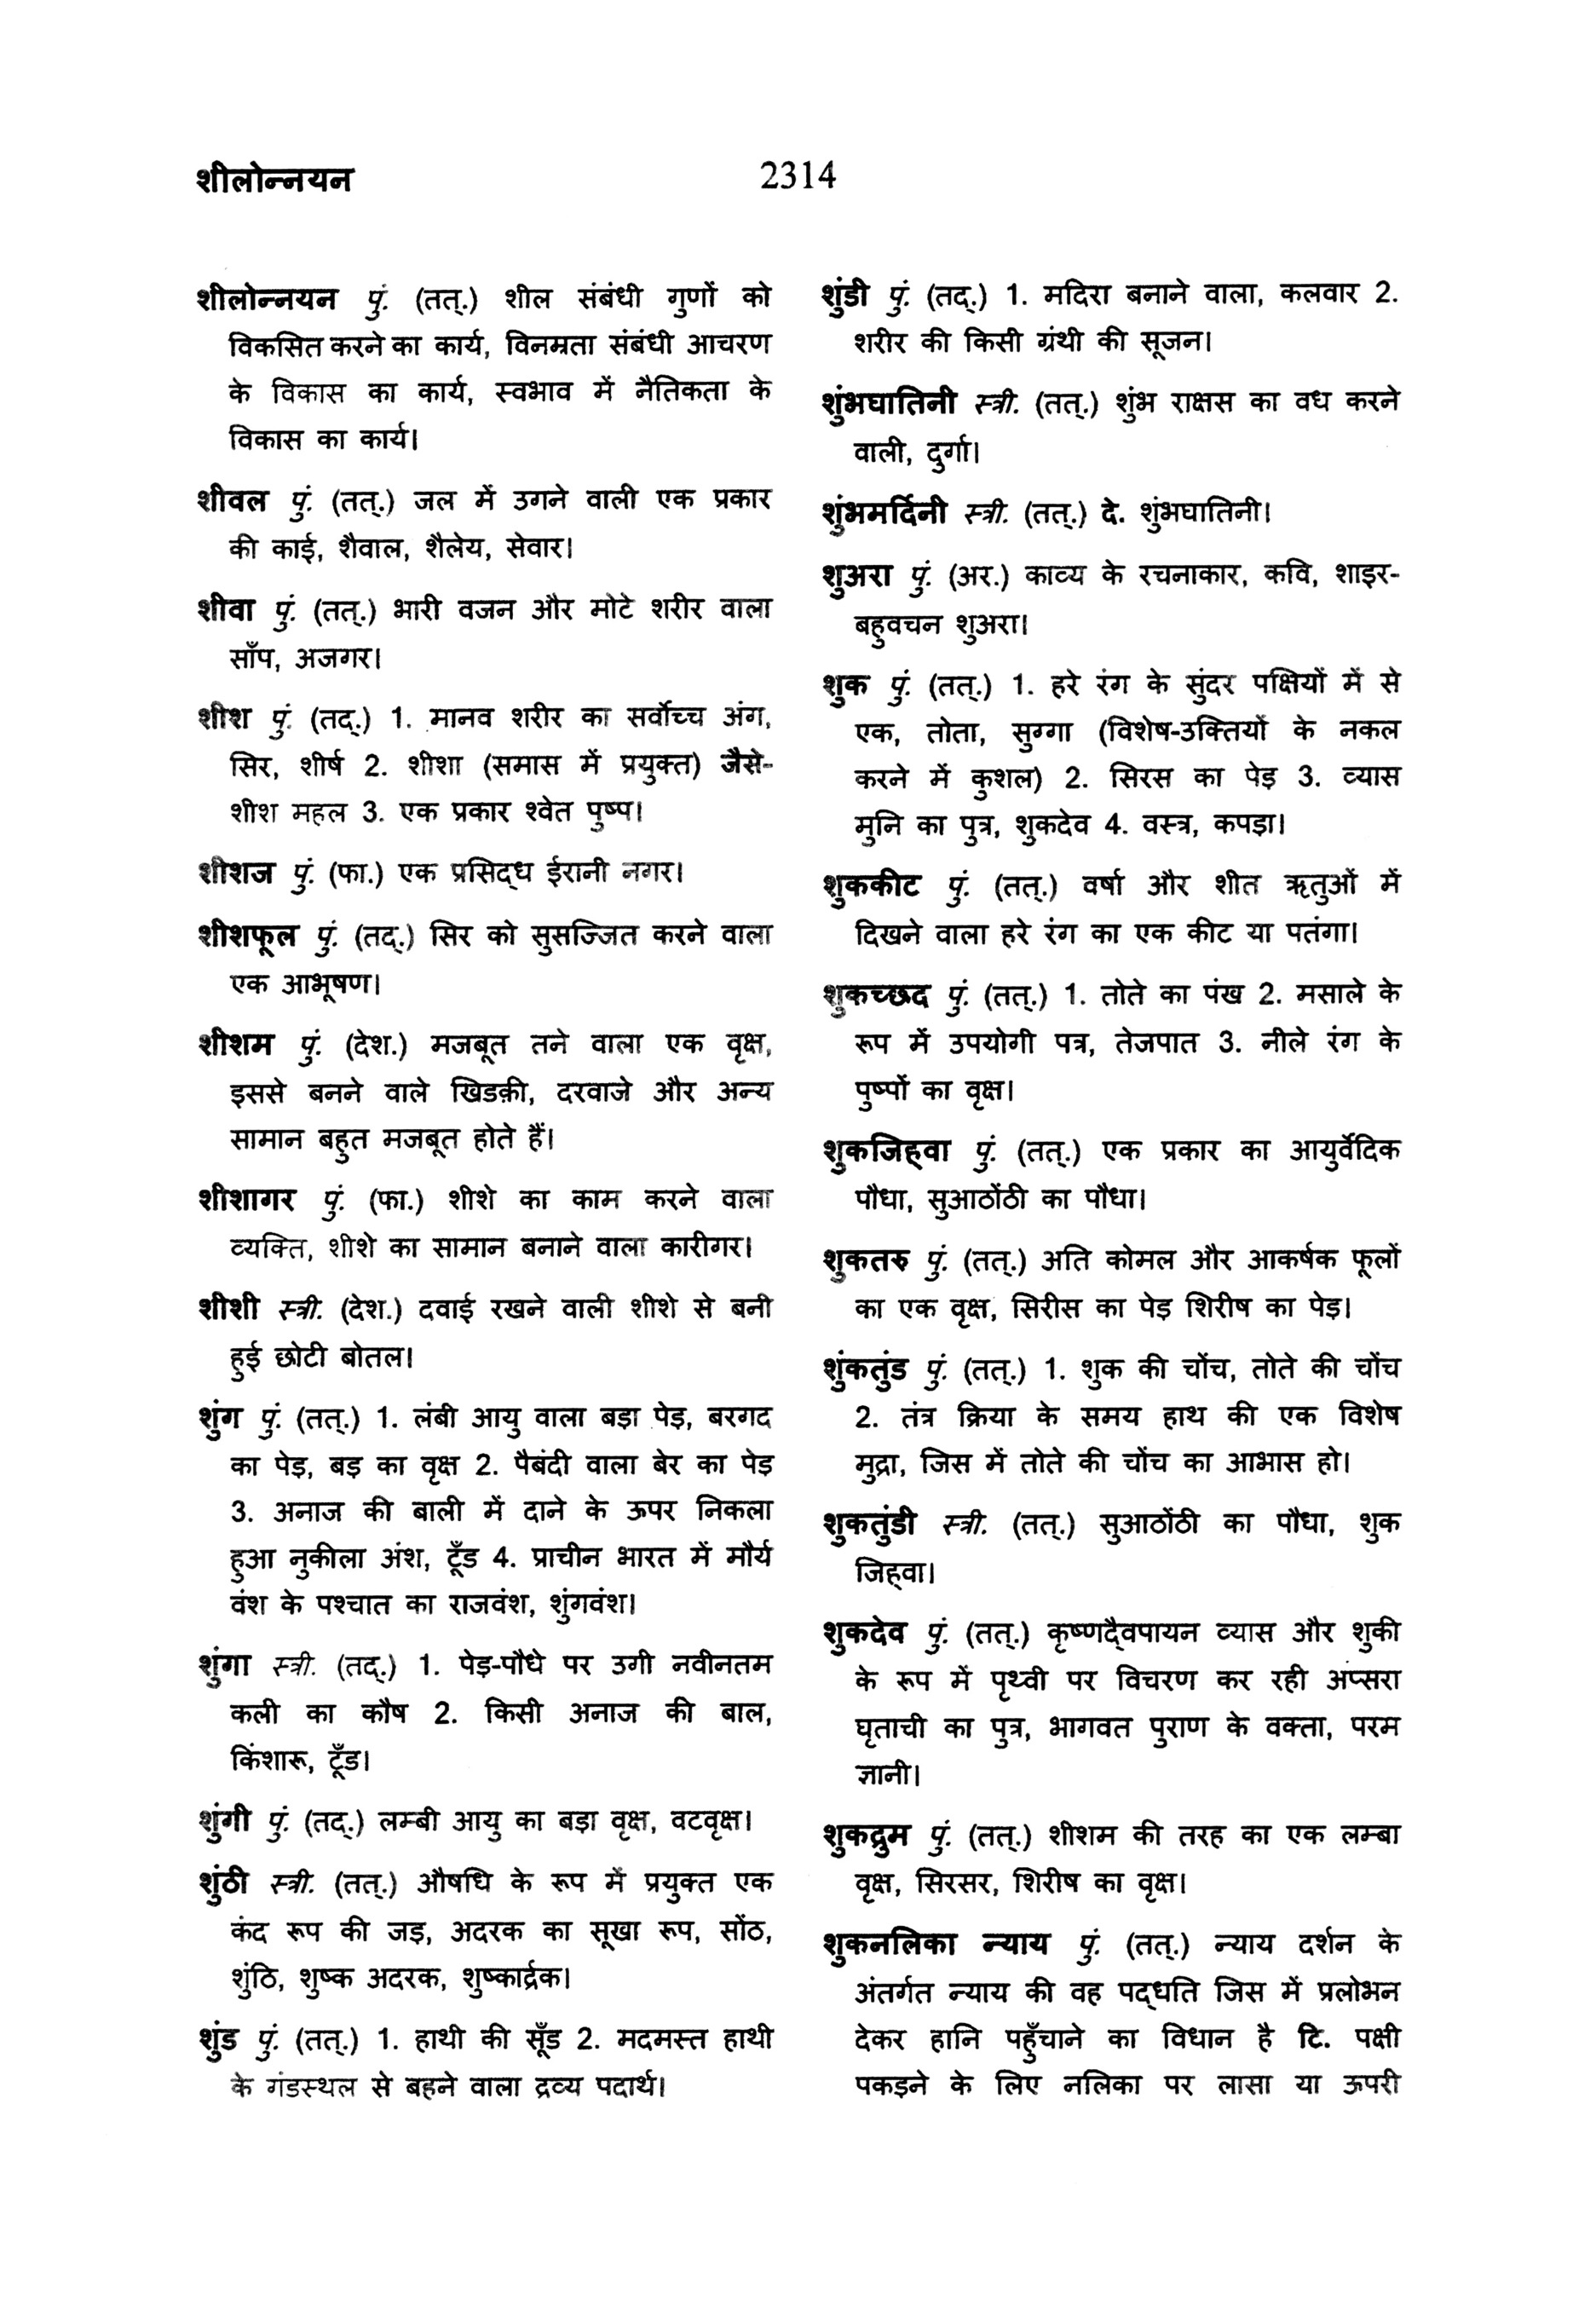 शीलोन्नयन
2314
शीलोन्नयन पुं. (तत्.) शील संबंधी गुणों को
विकसित करने का कार्य, विनम्रता संबंधी आचरण
के विकास का कार्य, स्वभाव में नैतिकता के
विकास का कार्य।
शीवल पुं. (तत्.) जल में उगने वाली एक प्रकार
की काई, शैवाल, शैलेय, सेवार।
शीवा पुं. (तत्.) भारी वजन और मोटे शरीर वाला
साँप, अजगर।
शीश पुं. (तद्.) 1. मानव शरीर का सर्वोच्च अंग,
सिर, शीर्ष 2. शीशा (समास में प्रयुक्त) जैसे-
शीश महल 3. एक प्रकार श्वेत पुष्प।
शीशज पुं. (फा.) एक प्रसिद्ध ईरानी नगर।
शीशफूल पुं. (तद्.) सिर को सुसज्जित करने वाला
एक आभूषण।
शीशम पुं. (देश.) मजबूत तने वाला एक वृक्ष,
इससे बनने वाले खिडक़ी, दरवाजे और अन्य
सामान बहुत मजबूत होते हैं।
शीशागर पुं. (फा.) शीशे का काम करने वाला
व्यक्ति, शीशे का सामान बनाने वाला कारीगर।
शीशी स्त्री. (देश.) दवाई रखने वाली शीशे से बनी
हुई छोटी बोतल।
शुंग पुं. (तत्.) 1. लंबी आयु वाला बड़ा पेड़, बरगद
का पेड़, बड़ का वृक्ष 2. पैबंदी वाला बेर का पेड़
3. अनाज की बाली में दाने के ऊपर निकला
हुआ नुकीला अंश, टूँड 4. प्राचीन भारत में मौर्य
वंश के पश्चात का राजवंश, शुंगवंश।
शुंगा स्त्री. (तद्.) 1. पेड़-पौधे पर उगी नवीनतम
कली का कौष 2. किसी अनाज की बाल,
किंशारू, टूँड।
शुंगी पुं. (तद्.) लम्बी आयु का बड़ा वृक्ष, वटवृक्ष।
शुंठी स्त्री. (तत्.) औषधि के रूप में प्रयुक्त एक
कंद रूप की जड़, अदरक का सूखा रूप, सोंठ,
शुंठि, शुष्क अदरक, शुष्कार्द्रक।
शुंड पुं. (तत्.) 1. हाथी की सूँड 2. मदमस्त हाथी
के गंडस्थल से बहने वाला द्रव्य पदार्थ।
शुंडी पुं. (तद्.) 1. मदिरा बनाने वाला, कलवार 2.
शरीर की किसी ग्रंथी की सूजन।
शुंभघातिनी स्त्री. (तत्.) शुंभ राक्षस का वध करने
वाली, दुर्गा।
शुंभमर्दिनी स्त्री. (तत्.) दे. शुंभघातिनी।
शुअरा पुं. (अर.) काव्य के रचनाकार, कवि, शाइर-
बहुवचन शुअरा।
शुक पुं. (तत्.) 1. हरे रंग के सुंदर पक्षियों में से
एक, तोता, सुग्गा (विशेष-उक्तियों के नकल
करने में कुशल) 2. सिरस का पेड़ 3. व्यास
मुनि का पुत्र, शुकदेव 4. वस्त्र, कपड़ा।
शुककीट पुं. (तत्.) वर्षा और शीत ऋतुओं में
दिखने वाला हरे रंग का एक कीट या पतंगा।
शुकच्छद पुं. (तत्.) 1. तोते का पंख 2. मसाले के
रूप में उपयोगी पत्र, तेजपात 3. नीले रंग के
पुष्पों का वृक्ष।
शुकजिह्वा पुं. (तत्.) एक प्रकार का आयुर्वेदिक
पौधा, सुआठोंठी का पौधा।
शुकतरु पुं. (तत्.) अति कोमल और आकर्षक फूलों
का एक वृक्ष, सिरीस का पेड़ शिरीष का पेड़।
शुंकतुंड पुं. (तत्.) 1. शुक की चोंच, तोते की चोंच
2. तंत्र क्रिया के समय हाथ की एक विशेष
मुद्रा, जिस में तोते की चोंच का आभास हो।
शुकतुंडी स्त्री. (तत्.) सुआठोंठी का पौधा, शुक
जिह्वा।
शुकदेव पुं. (तत्.) कृष्णद्वैपायन व्यास और शुकी
के रूप में पृथ्वी पर विचरण कर रही अप्सरा
घृताची का पुत्र, भागवत पुराण के वक्ता, परम
ज्ञानी।
शुकद्रुम पुं. (तत्.) शीशम की तरह का एक लम्बा
वृक्ष, सिरसर, शिरीष का वृक्ष।
शुकनलिका न्याय पुं. (तत्.) न्याय दर्शन के
अंतर्गत न्याय की वह पद्धति जिस में प्रलोभन
देकर हानि पहुँचाने का विधान है टि. पक्षी
पकड़ने के लिए नलिका पर लासा या ऊपरी